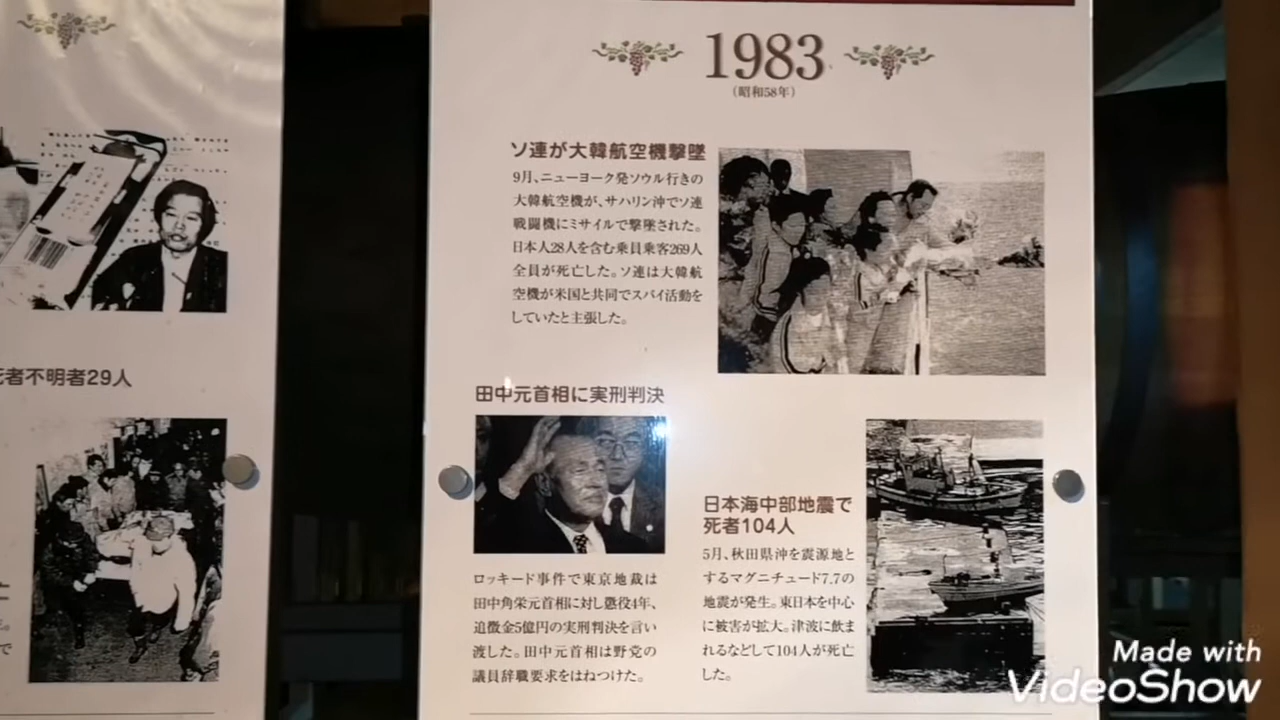 1983
（昭和58年）
ソ連が大韓航空機撃墜
9月、ニューヨーク発ソウル行きの
大韓航空機が、サハリン沖でソ連
戦闘機にミサイルで撃墜された。
日本人28人を含む乗員乗客269人
全員が死亡した。ソ連は大韓航
空機が米国と共同でスパイ活動を
していたと主張した。
者不明者29人
田中元首相に実刑判決
ロッキード事件で東京地裁は
田中角栄元首相に対し懲役4年、
追徴金5億円の実刑判決を言い
渡した。田中元首相は野党の
議員辞職要求をはねつけた。
日本海中部地震で
死者104人
5月、秋田県沖を震源地と
するマグニチュード7.7の
地震が発生。東日本を中心
に被害が拡大。津波に飲ま
れるなどして104人が死亡
した。
Made with
VideoShow